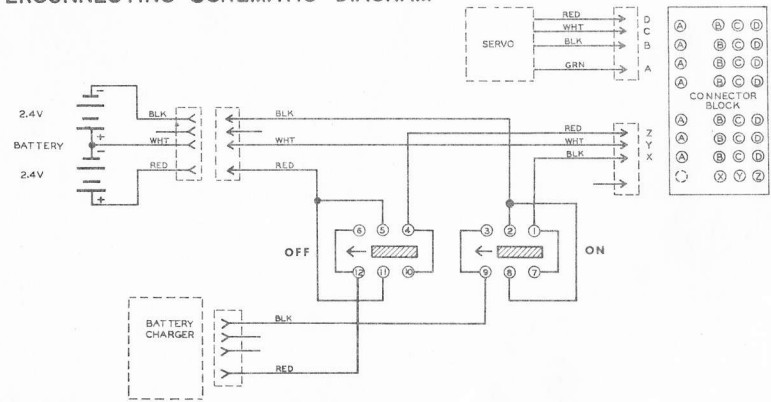 ERCONNECTING SCHEMATIC DIAGRAM
RED D
WHT C
SERVO
BLK B
GRN A
A B C D
A B C D
A B C D
A B C D
CONNECTOR
BLOCK
A B C D
A B C D
A B C D
X Y Z
- 
2.4V
BLK
+
-
BATTERY
WHT
2.4V
RED
+
BLK
WHT
RED
RED Z
WHT Y
BLK X
6 5 4
OFF
12 11 10
3 2 1
ON
9 8 7
BATTERY
CHARGER
BLK
RED